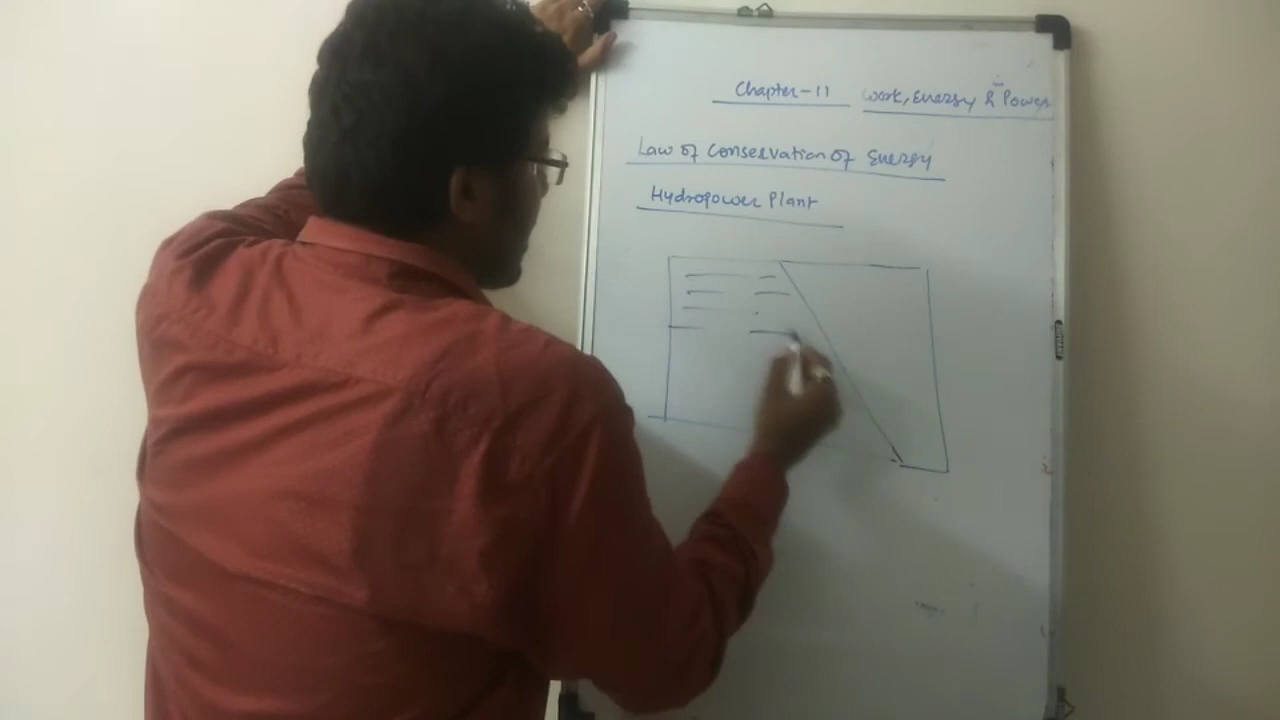 Chapter-11 Work, Energy & Power
Law of Conservation of Energy
Hydropower Plant